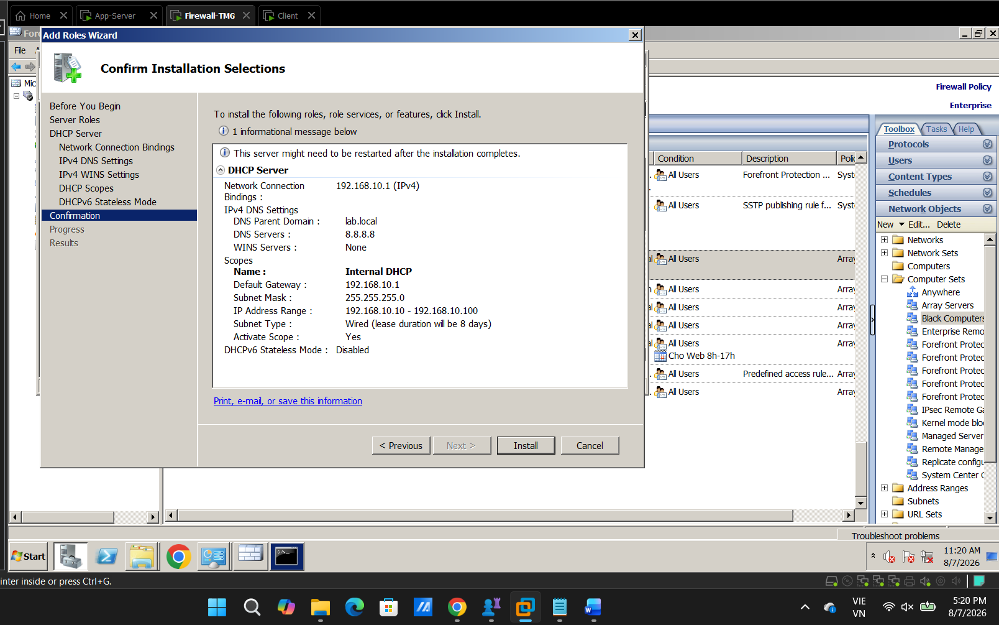 Home
App-Server
Firewall-TMG
Client
Add Roles Wizard
File
Mic
Confirm Installation Selections
Before You Begin
Server Roles
DHCP Server
Network Connection Bindings
IPv4 DNS Settings
IPv4 WINS Settings
DHCP Scopes
DHCPv6 Stateless Mode
Confirmation
Progress
Results
To install the following roles, role services, or features, click Install.
1 informational message below
This server might need to be restarted after the installation completes.
DHCP Server
Network Connection Bindings : 192.168.10.1 (IPv4)
IPv4 DNS Settings
DNS Parent Domain : lab.local
DNS Servers : 8.8.8.8
WINS Servers : None
Scopes
Name : Internal DHCP
Default Gateway : 192.168.10.1
Subnet Mask : 255.255.255.0
IP Address Range : 192.168.10.10 - 192.168.10.100
Subnet Type : Wired (lease duration will be 8 days)
Activate Scope : Yes
DHCPv6 Stateless Mode : Disabled
Print, e-mail, or save this information
< Previous
Next >
Install
Cancel
Firewall Policy
Enterprise
Condition Description Polic
All Users Forefront Protection ... Syst
All Users SSTP publishing rule f... Syst
All Users Array
All Users Array
All Users Array
All Users Array
All Users Array
Cho Web 8h-17h
All Users Predefined access rule... Array
All Users Array
Toolbox Tasks Help
Protocols
Users
Content Types
Schedules
Network Objects
New Edit... Delete
Networks
Network Sets
Computers
Computer Sets
Anywhere
Array Servers
Black Computers
Enterprise Remo
Forefront Protec
Forefront Protec
Forefront Protec
Forefront Protec
Forefront Protec
IPsec Remote Ga
Kernel mode blo
Managed Server
Remote Manage
Replicate configu
System Center
Address Ranges
Subnets
URL Sets
Troubleshoot problems
Start
11:20 AM
8/7/2026
inter inside or press Ctrl+G.
VIE
VN
5:20 PM
8/7/2026